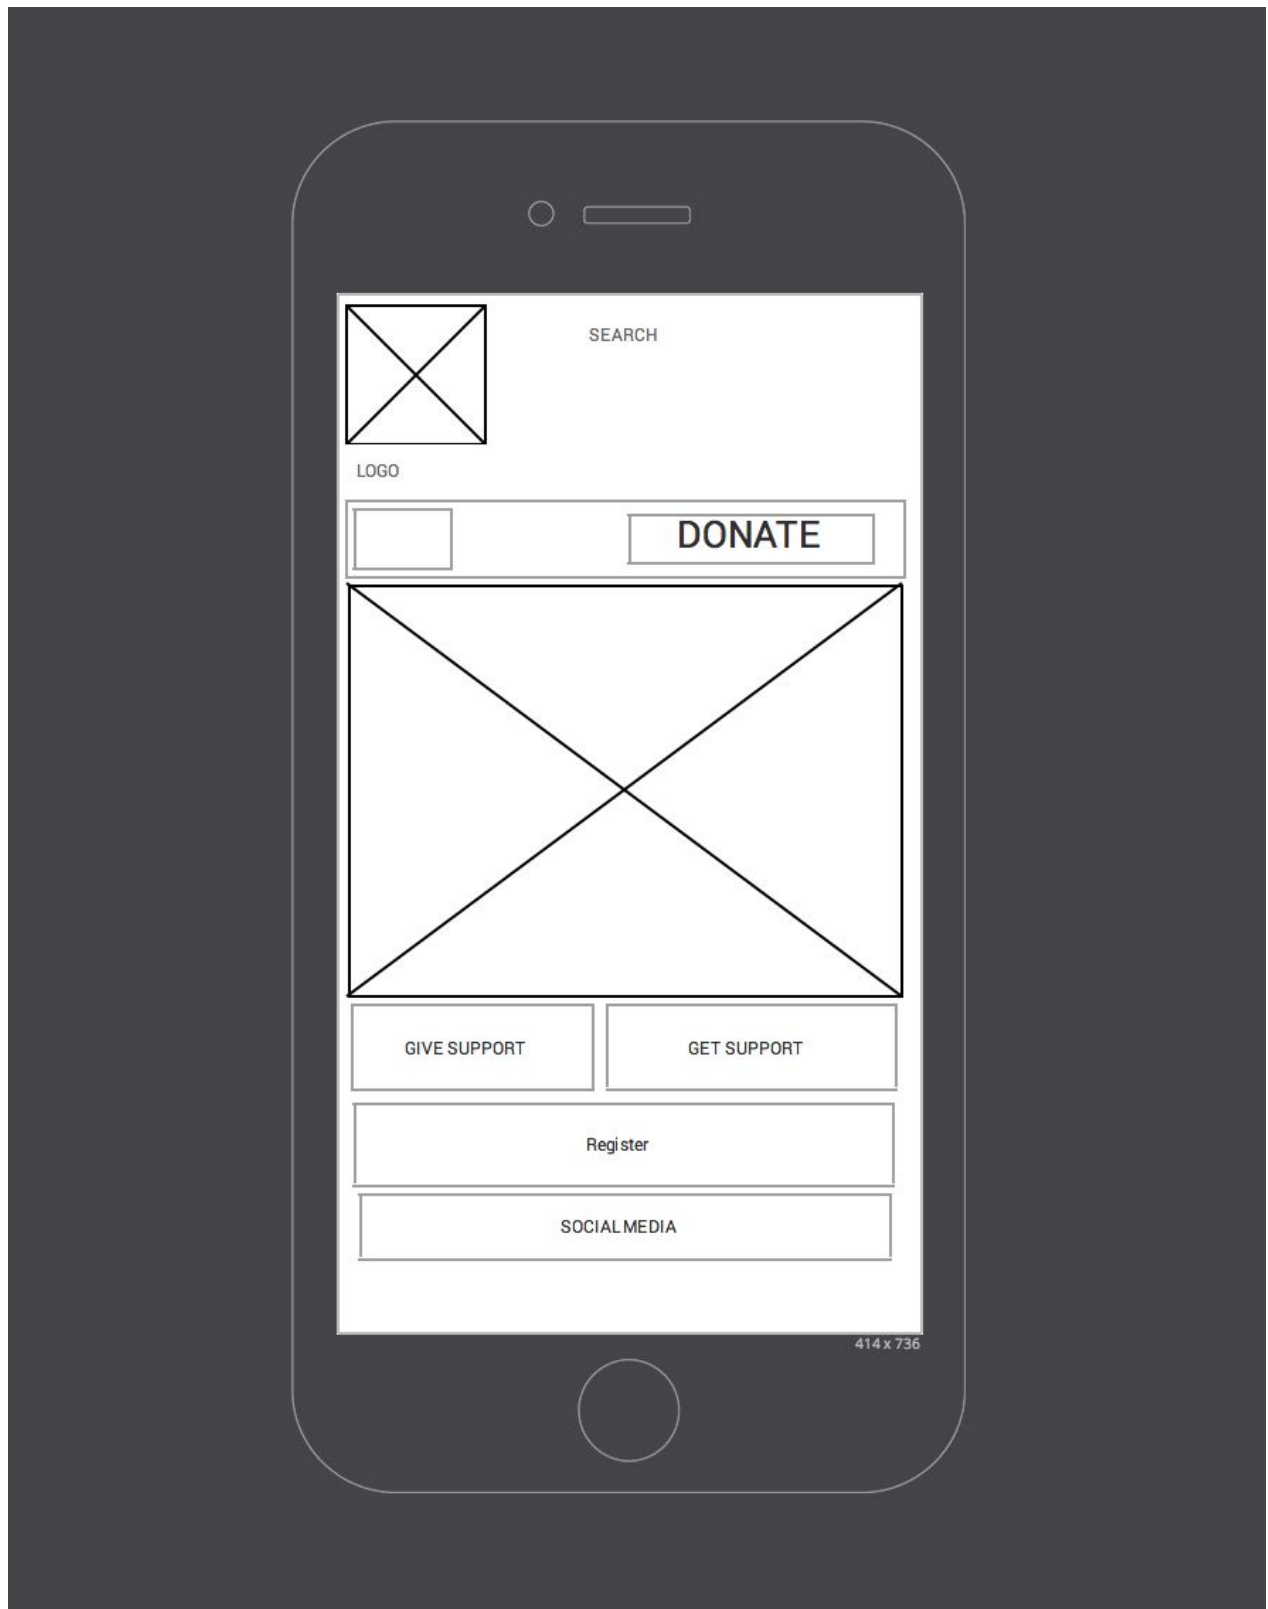 SEARCH
LOGO
DONATE
GIVE SUPPORT
GET SUPPORT
Register
SOCIAL MEDIA
414 x 736